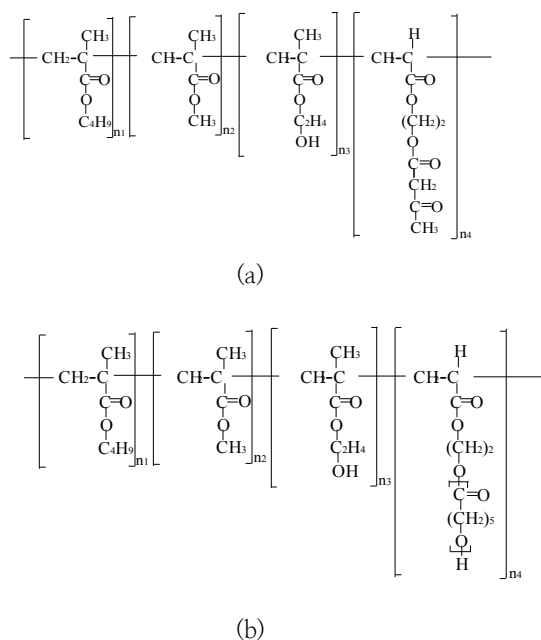 CH₃ CH₃ CH₃ H
CH₂-C CH-C CH-C CH-C
C=O C=O C=O C=O
O O O O
C₄H₉ CH₃ C₂H₄ (CH₂)₂
n₁ n₂ OH O
n₃ C=O
CH₂
C=O
CH₃
n₄
(a)
CH₃ CH₃ CH₃ H
CH₂-C CH-C CH-C CH-C
C=O C=O C=O C=O
O O O O
C₄H₉ CH₃ C₂H₄ (CH₂)₂
n₁ n₂ OH O
n₃ C=O
(CH₂)₅
O
H
n₄
(b)